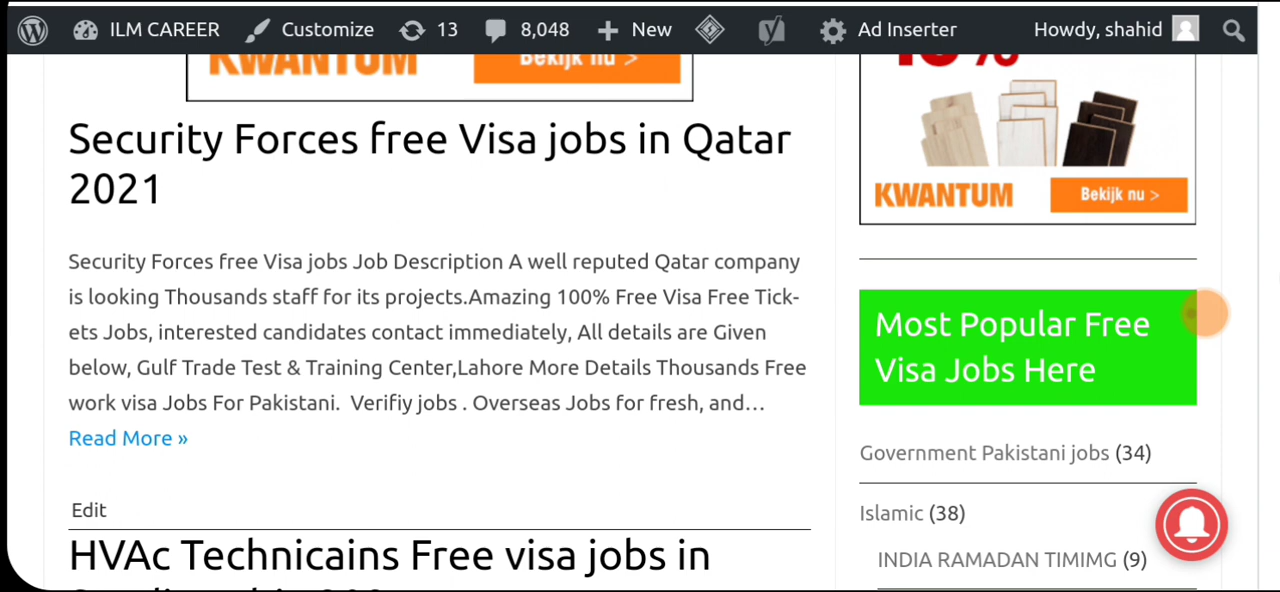 ILM CAREER Customize 13 8,048 New Ad Inserter Howdy, shahid
KWANTUM Bekijk nu >
Security Forces free Visa jobs in Qatar
2021
Security Forces free Visa jobs Job Description A well reputed Qatar company
is looking Thousands staff for its projects.Amazing 100% Free Visa Free Tick-
ets Jobs, interested candidates contact immediately, All details are Given
below, Gulf Trade Test & Training Center,Lahore More Details Thousands Free
work visa Jobs For Pakistani.  Verifiy jobs . Overseas Jobs for fresh, and…
Read More »
Edit
HVAc Technicains Free visa jobs in
KWANTUM Bekijk nu >
Most Popular Free
Visa Jobs Here
Government Pakistani jobs (34)
Islamic (38)
INDIA RAMADAN TIMIMG (9)